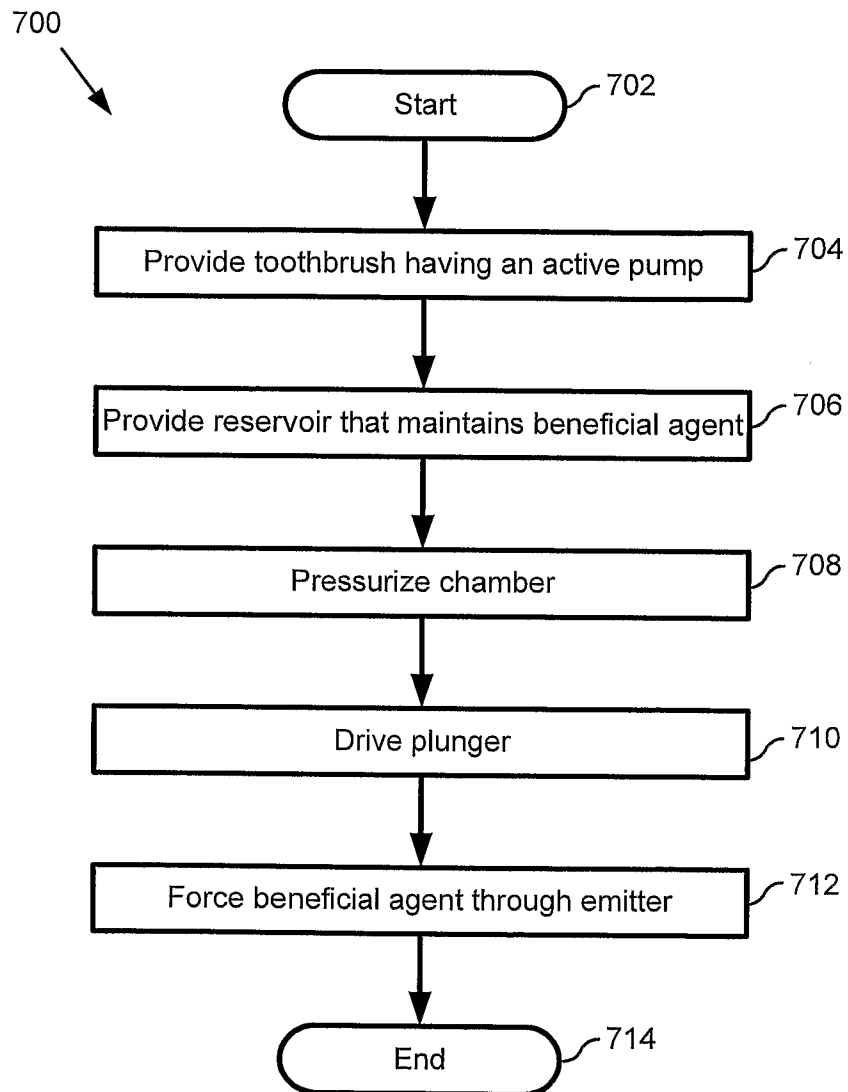 700
Start
702
Provide toothbrush having an active pump
704
Provide reservoir that maintains beneficial agent
706
Pressurize chamber
708
Drive plunger
710
Force beneficial agent through emitter
712
End
714